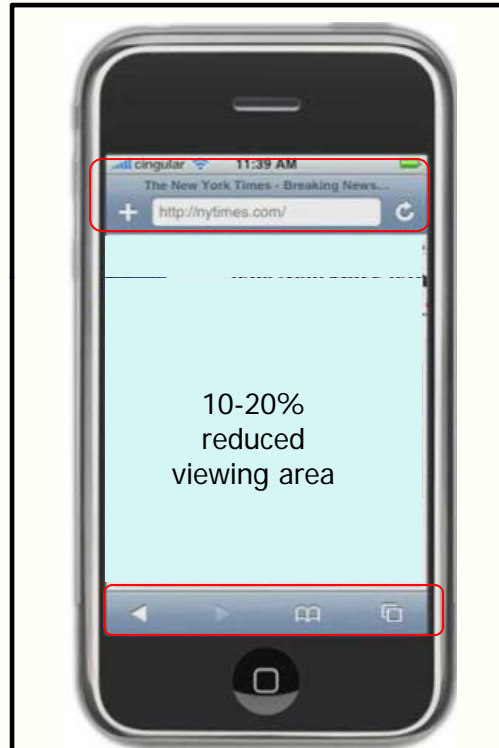 cingular 11:39 AM
The New York Times - Breaking News...
http://nytimes.com/
10-20%
reduced
viewing area